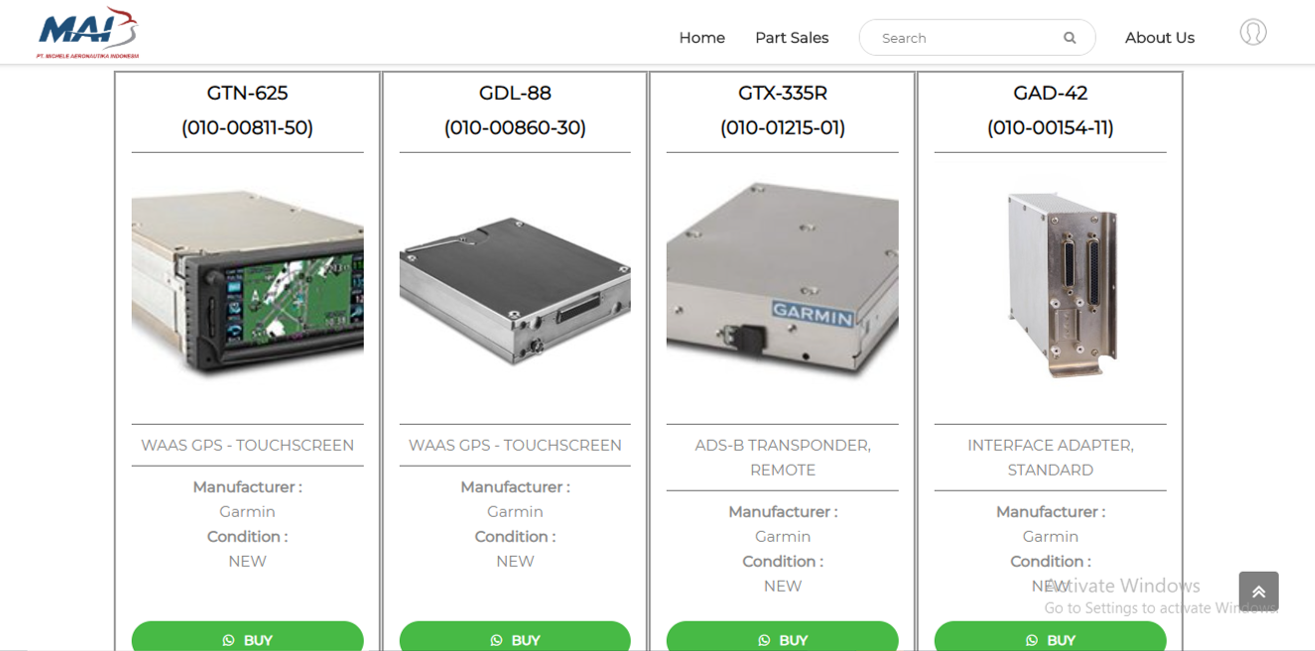 MAI
PT. MICHELE AERONAUTIKA INDONESIA
Home
Part Sales
Search
About Us
GTN-625
(010-00811-50)
WAAS GPS - TOUCHSCREEN
Manufacturer :
Garmin
Condition :
NEW
BUY
GDL-88
(010-00860-30)
WAAS GPS - TOUCHSCREEN
Manufacturer :
Garmin
Condition :
NEW
BUY
GTX-335R
(010-01215-01)
GARMIN
ADS-B TRANSPONDER,
REMOTE
Manufacturer :
Garmin
Condition :
NEW
BUY
GAD-42
(010-00154-11)
INTERFACE ADAPTER,
STANDARD
Manufacturer :
Garmin
Condition :
NEW
BUY
Activate Windows
Go to Settings to activate Windows.